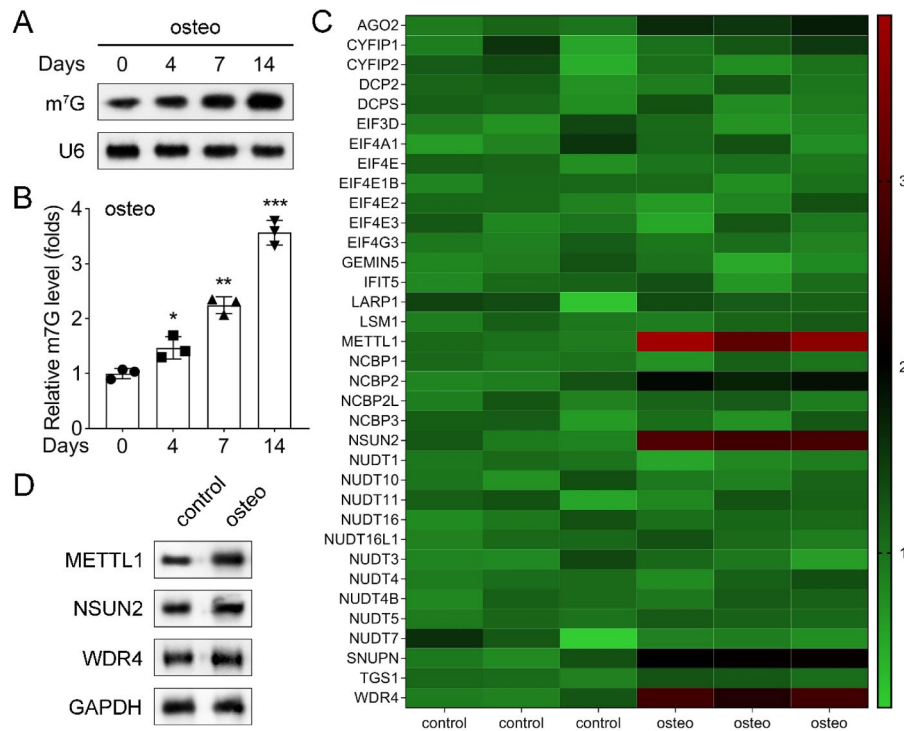 A
osteo
Days 0 4 7 14
m⁷G
U6
B
osteo
Relative m7G level (folds)
4
3
2
1
0
*
**
***
Days 0 4 7 14
C
AGO2
CYFIP1
CYFIP2
DCP2
DCPS
EIF3D
EIF4A1
EIF4E
EIF4E1B
EIF4E2
EIF4E3
EIF4G3
GEMIN5
IFIT5
LARP1
LSM1
METTL1
NCBP1
NCBP2
NCBP2L
NCBP3
NSUN2
NUDT1
NUDT10
NUDT11
NUDT16
NUDT16L1
NUDT3
NUDT4
NUDT4B
NUDT5
NUDT7
SNUPN
TGS1
WDR4
control control control osteo osteo osteo
3
2
1
D
control osteo
METTL1
NSUN2
WDR4
GAPDH